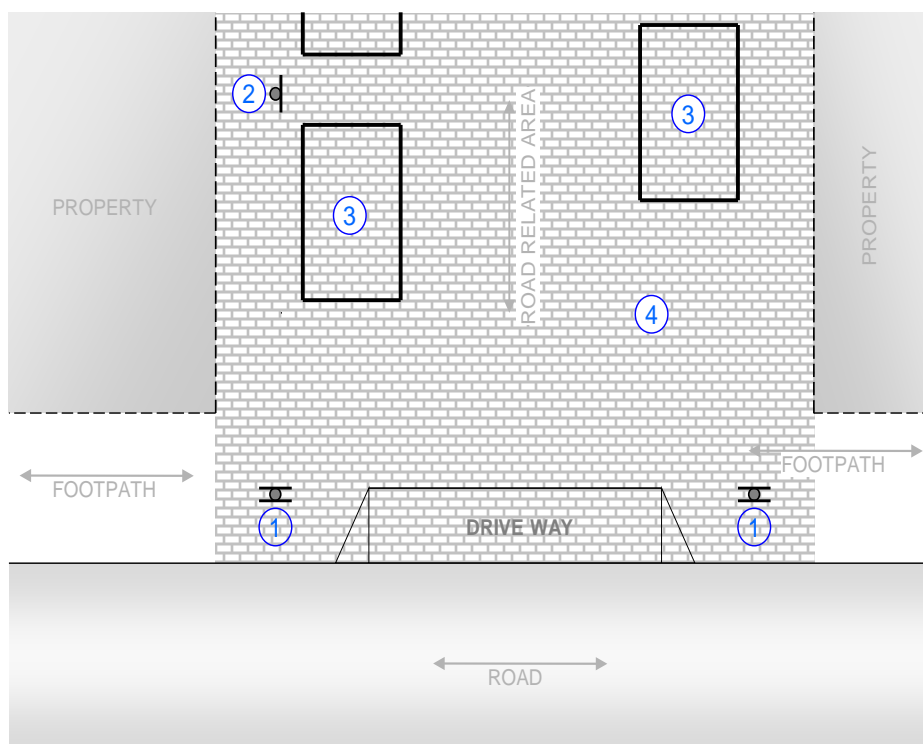 2
3
PROPERTY
3
ROAD RELATED AREA
PROPERTY
4
FOOTPATH
FOOTPATH
1
DRIVE WAY
1
ROAD